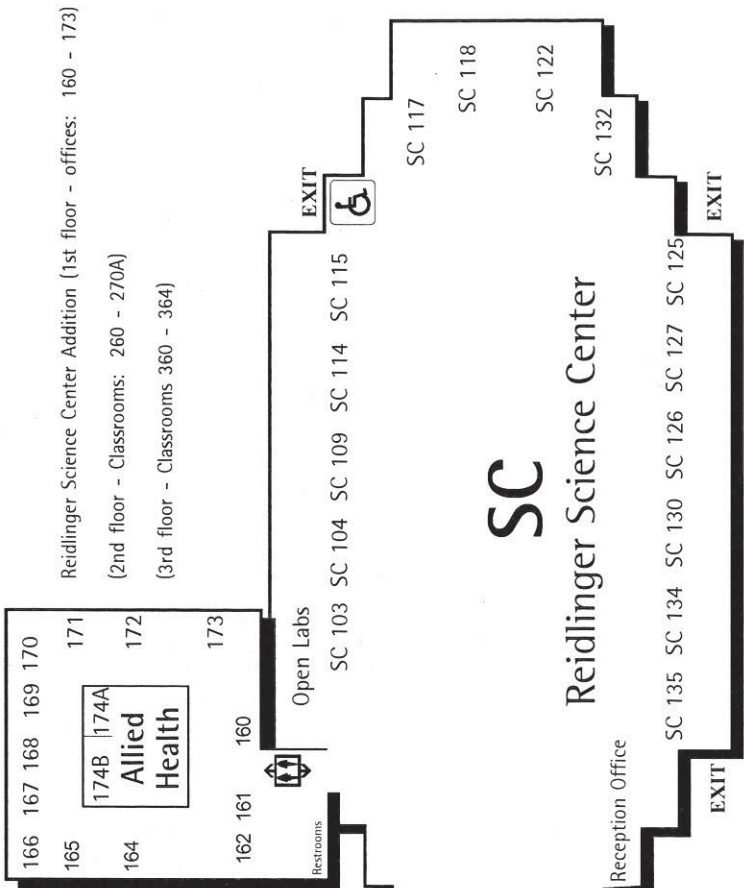 Reidlinger Science Center Addition (1st floor - offices: 160 - 173)
(2nd floor - Classrooms: 260 - 270A)
(3rd floor - Classrooms 360 - 364)
166 167 168 169 170
165
171
174B 174A
Allied
Health
164
172
173
162 161
160
Restrooms
Open Labs
EXIT
SC 103 SC 104 SC 109 SC 114 SC 115
SC 117
SC 118
SC 122
SC 132
SC
Reidlinger Science Center
Reception Office
SC 135 SC 134 SC 130 SC 126 SC 127 SC 125
EXIT
EXIT